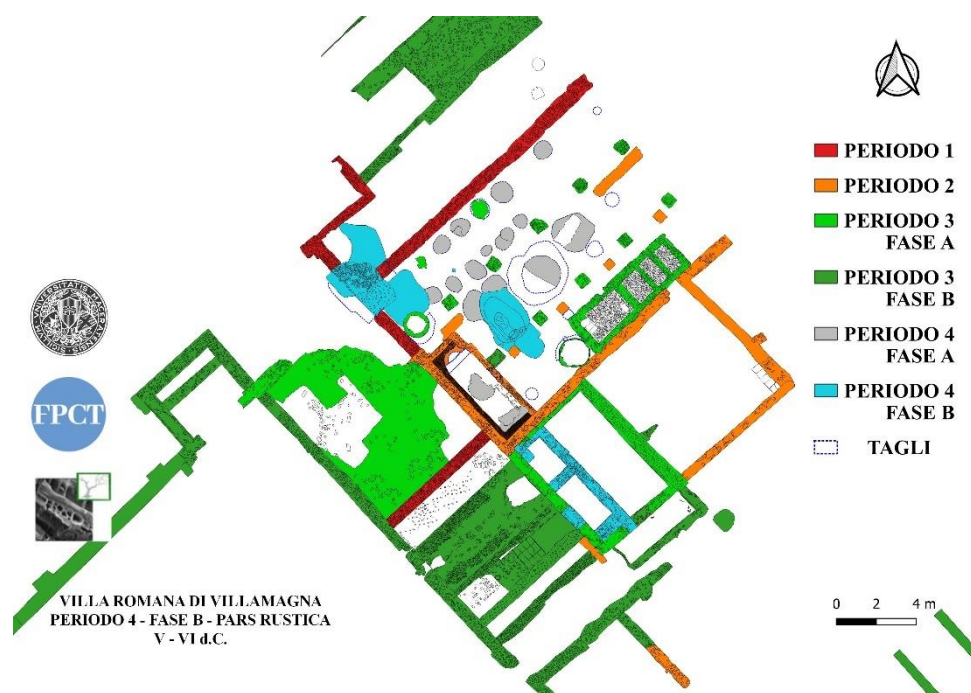 PERIODO 1
PERIODO 2
PERIODO 3
FASE A
PERIODO 3
FASE B
PERIODO 4
FASE A
PERIODO 4
FASE B
TAGLI
FPCT
VILLA ROMANA DI VILLAMAGNA
PERIODO 4 - FASE B - PARS RUSTICA
V - VI d.C.
0 2 4 m